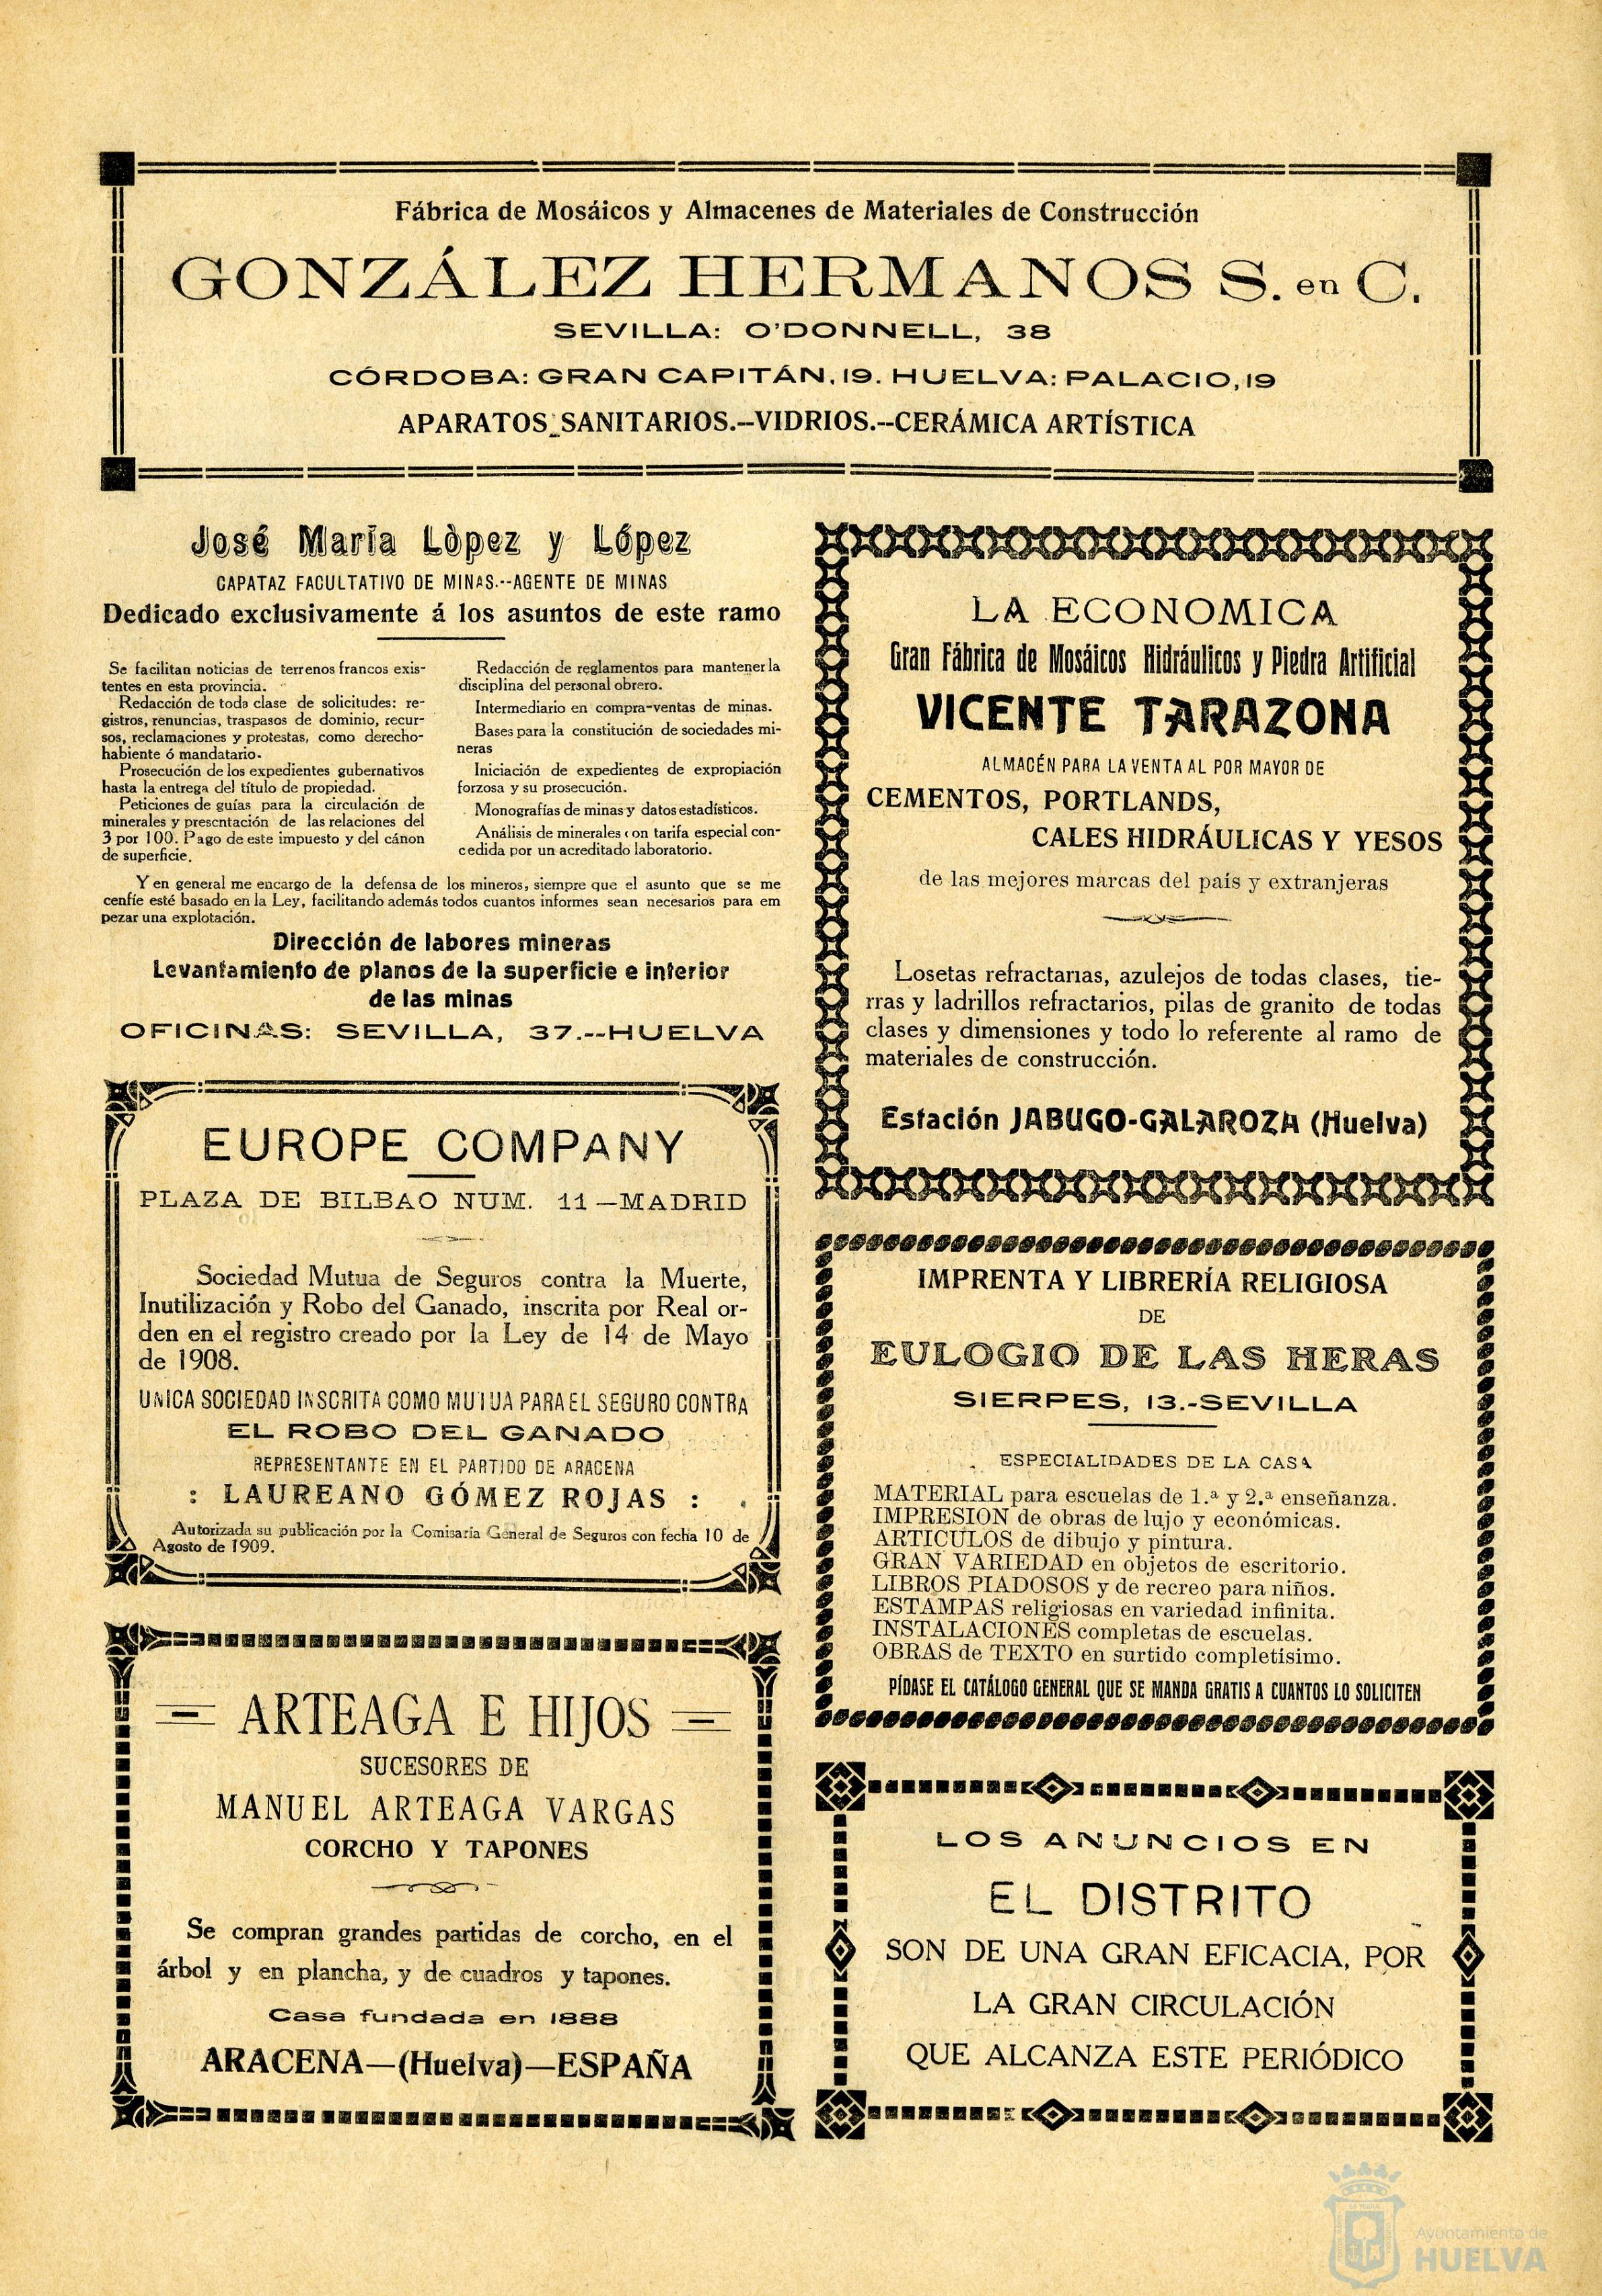 Fábrica de Mosáicos y Almacenes de Materiales de Construcción
GONZÁLEZ HERMANOS S. en C.
SEVILLA: O'DONNELL, 38
CÓRDOBA: GRAN CAPITÁN, 19. HUELVA: PALACIO, 19
APARATOS SANITARIOS.--VIDRIOS.--CERÁMICA ARTÍSTICA
José María Lòpez y López
CAPATAZ FACULTATIVO DE MINAS.--AGENTE DE MINAS
Dedicado exclusivamente á los asuntos de este ramo
Se facilitan noticias de terrenos francos exis-
tentes en esta provincia.
Redacción de toda clase de solicitudes: re-
gistros, renuncias, traspasos de dominio, recur-
sos, reclamaciones y protestas, como derecho-
habiente ó mandatario.
Prosecución de los expedientes gubernativos
hasta la entrega del título de propiedad.
Peticiones de guías para la circulación de
minerales y presentación de las relaciones del
3 por 100. Pago de este impuesto y del cánon
de superficie.
Redacción de reglamentos para mantener la
disciplina del personal obrero.
Intermediario en compra-ventas de minas.
Bases para la constitución de sociedades mi-
neras
Iniciación de expedientes de expropiación
forzosa y su prosecución.
Monografías de minas y datos estadísticos.
Análisis de minerales con tarifa especial con-
cedida por un acreditado laboratorio.
Y en general me encargo de la defensa de los mineros, siempre que el asunto que se me
cenfíe esté basado en la Ley, facilitando además todos cuantos informes sean necesarios para em
pezar una explotación.
Dirección de labores mineras
Levantamiento de planos de la superficie e interior
de las minas
OFICINAS: SEVILLA, 37.--HUELVA
EUROPE COMPANY
PLAZA DE BILBAO NUM. 11—MADRID
Sociedad Mutua de Seguros contra la Muerte,
Inutilización y Robo del Ganado, inscrita por Real or-
den en el registro creado por la Ley de 14 de Mayo
de 1908.
UNICA SOCIEDAD INSCRITA COMO MUTUA PARA EL SEGURO CONTRA
EL ROBO DEL GANADO
REPRESENTANTE EN EL PARTIDO DE ARACENA
: LAUREANO GÓMEZ ROJAS :
Autorizada su publicación por la Comisaría General de Seguros con fecha 10 de
Agosto de 1909.
ARTEAGA E HIJOS
SUCESORES DE
MANUEL ARTEAGA VARGAS
CORCHO Y TAPONES
Se compran grandes partidas de corcho, en el
árbol y en plancha, y de cuadros y tapones.
Casa fundada en 1888
ARACENA—(Huelva)—ESPAÑA
LA ECONOMICA
Gran Fábrica de Mosáicos Hidráulicos y Piedra Artificial
VICENTE TARAZONA
ALMACÉN PARA LA VENTA AL POR MAYOR DE
CEMENTOS, PORTLANDS,
CALES HIDRÁULICAS Y YESOS
de las mejores marcas del país y extranjeras
Losetas refractarias, azulejos de todas clases, tie-
rras y ladrillos refractarios, pilas de granito de todas
clases y dimensiones y todo lo referente al ramo de
materiales de construcción.
Estación JABUGO-GALAROZA (Huelva)
IMPRENTA Y LIBRERÍA RELIGIOSA
DE
EULOGIO DE LAS HERAS
SIERPES, 13.-SEVILLA
ESPECIALIDADES DE LA CASA
MATERIAL para escuelas de 1.ª y 2.ª enseñanza.
IMPRESION de obras de lujo y económicas.
ARTICULOS de dibujo y pintura.
GRAN VARIEDAD en objetos de escritorio.
LIBROS PIADOSOS y de recreo para niños.
ESTAMPAS religiosas en variedad infinita.
INSTALACIONES completas de escuelas.
OBRAS de TEXTO en surtido completisimo.
PÍDASE EL CATÁLOGO GENERAL QUE SE MANDA GRATIS A CUANTOS LO SOLICITEN
LOS ANUNCIOS EN
EL DISTRITO
SON DE UNA GRAN EFICACIA, POR
LA GRAN CIRCULACIÓN
QUE ALCANZA ESTE PERIÓDICO
Ayuntamiento de
HUELVA